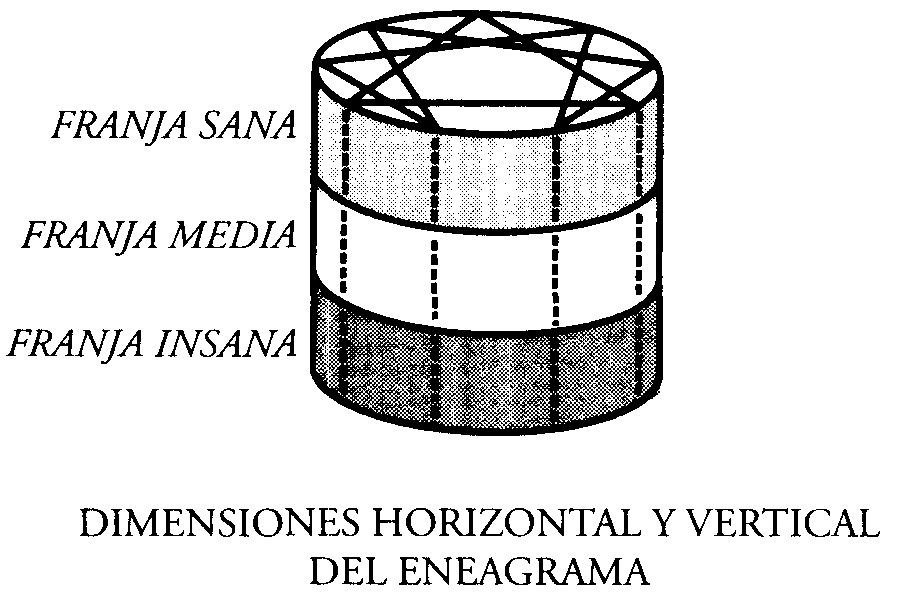 FRANJA SANA
FRANJA MEDIA
FRANJA INSANA
DIMENSIONES HORIZONTAL Y VERTICAL
DEL ENEAGRAMA